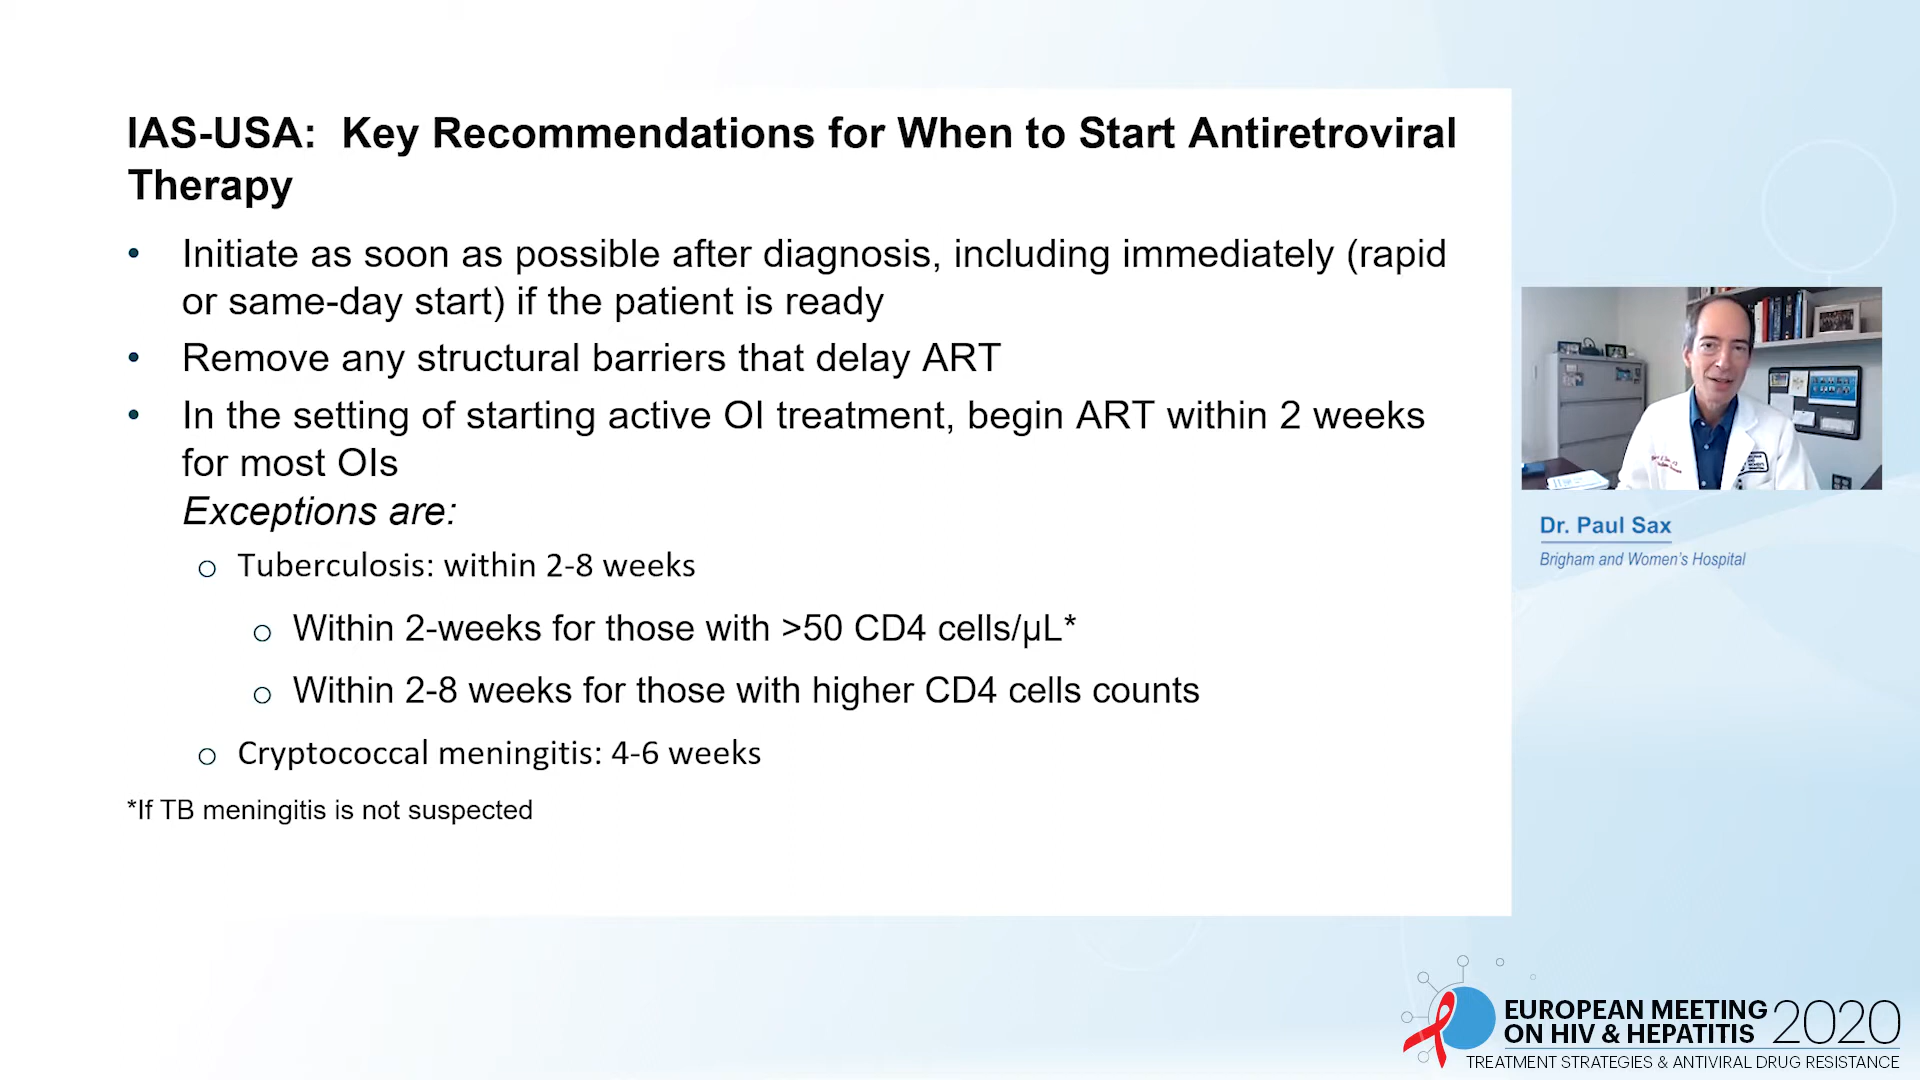 IAS-USA:  Key Recommendations for When to Start Antiretroviral
Therapy
• Initiate as soon as possible after diagnosis, including immediately (rapid
or same-day start) if the patient is ready
• Remove any structural barriers that delay ART
• In the setting of starting active OI treatment, begin ART within 2 weeks
for most OIs
Exceptions are:
o Tuberculosis: within 2-8 weeks
o Within 2-weeks for those with >50 CD4 cells/µL*
o Within 2-8 weeks for those with higher CD4 cells counts
o Cryptococcal meningitis: 4-6 weeks
*If TB meningitis is not suspected
Dr. Paul Sax
Brigham and Women's Hospital
EUROPEAN MEETING
ON HIV & HEPATITIS 2020
TREATMENT STRATEGIES & ANTIVIRAL DRUG RESISTANCE